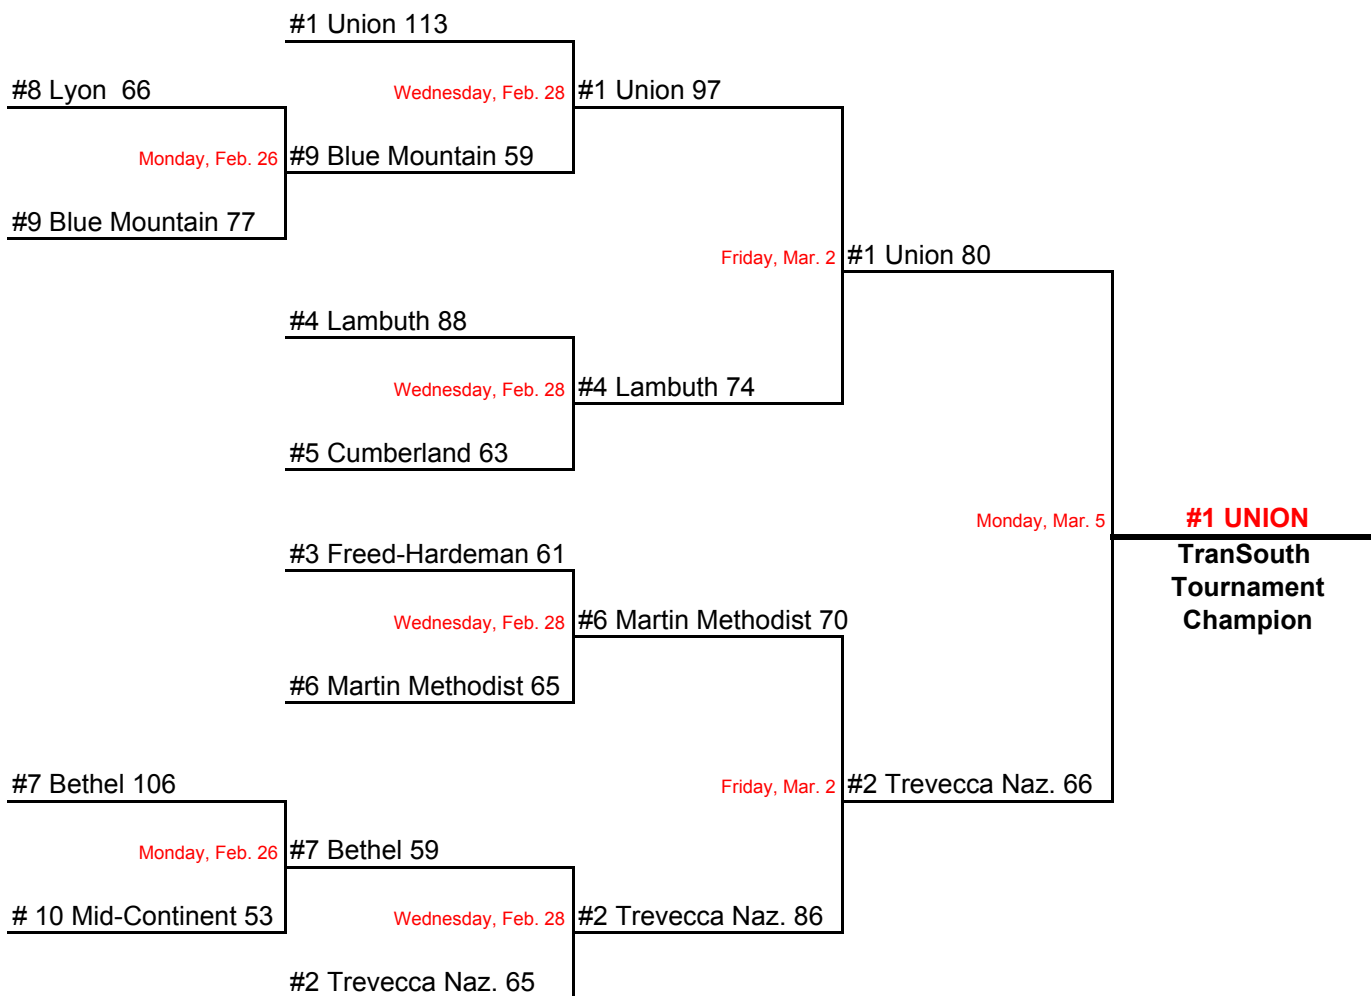 #1 Union 113
#8 Lyon  66
Wednesday, Feb. 28
#1 Union 97
Monday, Feb. 26
#9 Blue Mountain 59
#9 Blue Mountain 77
Friday, Mar. 2
#1 Union 80
#4 Lambuth 88
Wednesday, Feb. 28
#4 Lambuth 74
#5 Cumberland 63
Monday, Mar. 5
#1 UNION
TranSouth
Tournament
Champion
#3 Freed-Hardeman 61
Wednesday, Feb. 28
#6 Martin Methodist 70
#6 Martin Methodist 65
#7 Bethel 106
Friday, Mar. 2
#2 Trevecca Naz. 66
Monday, Feb. 26
#7 Bethel 59
# 10 Mid-Continent 53
Wednesday, Feb. 28
#2 Trevecca Naz. 86
#2 Trevecca Naz. 65